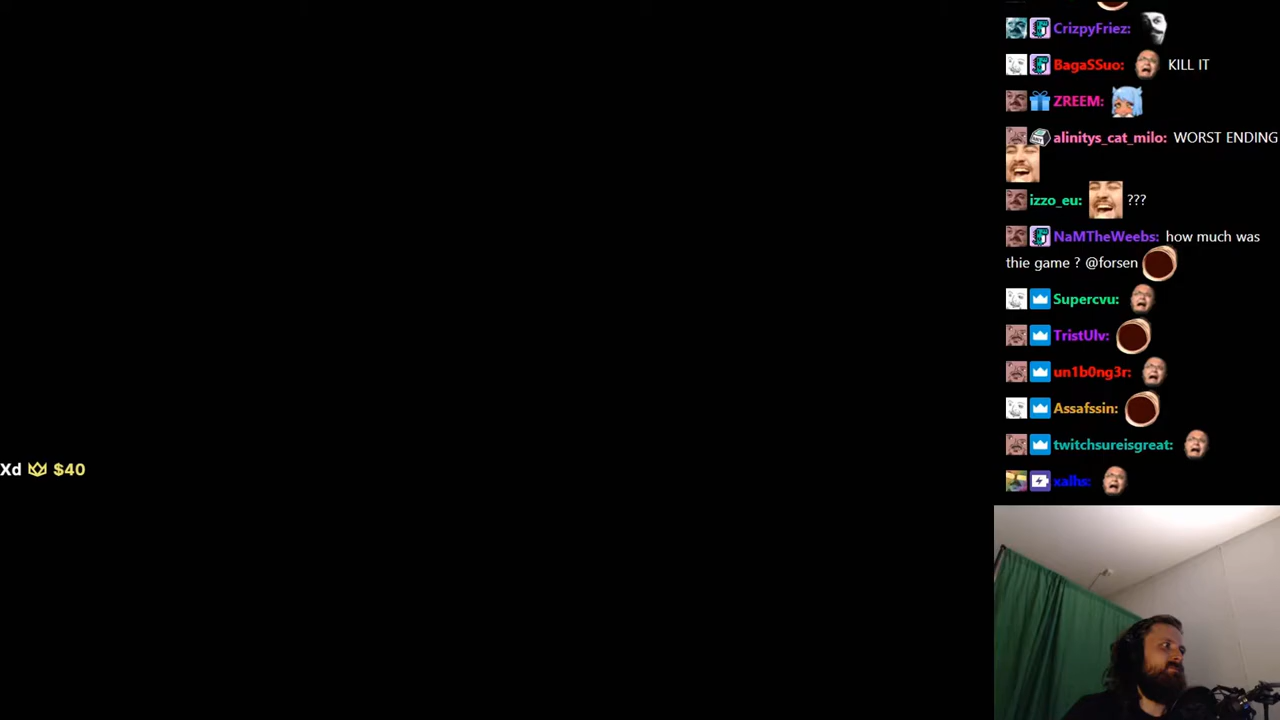 CrizpyFriez:
BagaSSuo: KILL IT
ZREEM:
alinitys_cat_milo: WORST ENDING
izzo_eu: ???
NaMTheWeebs: how much was
thie game ? @forsen
Supercvu:
TristUlv:
un1b0ng3r:
Assafssin:
twitchsureisgreat:
Xd $40
xalhs: